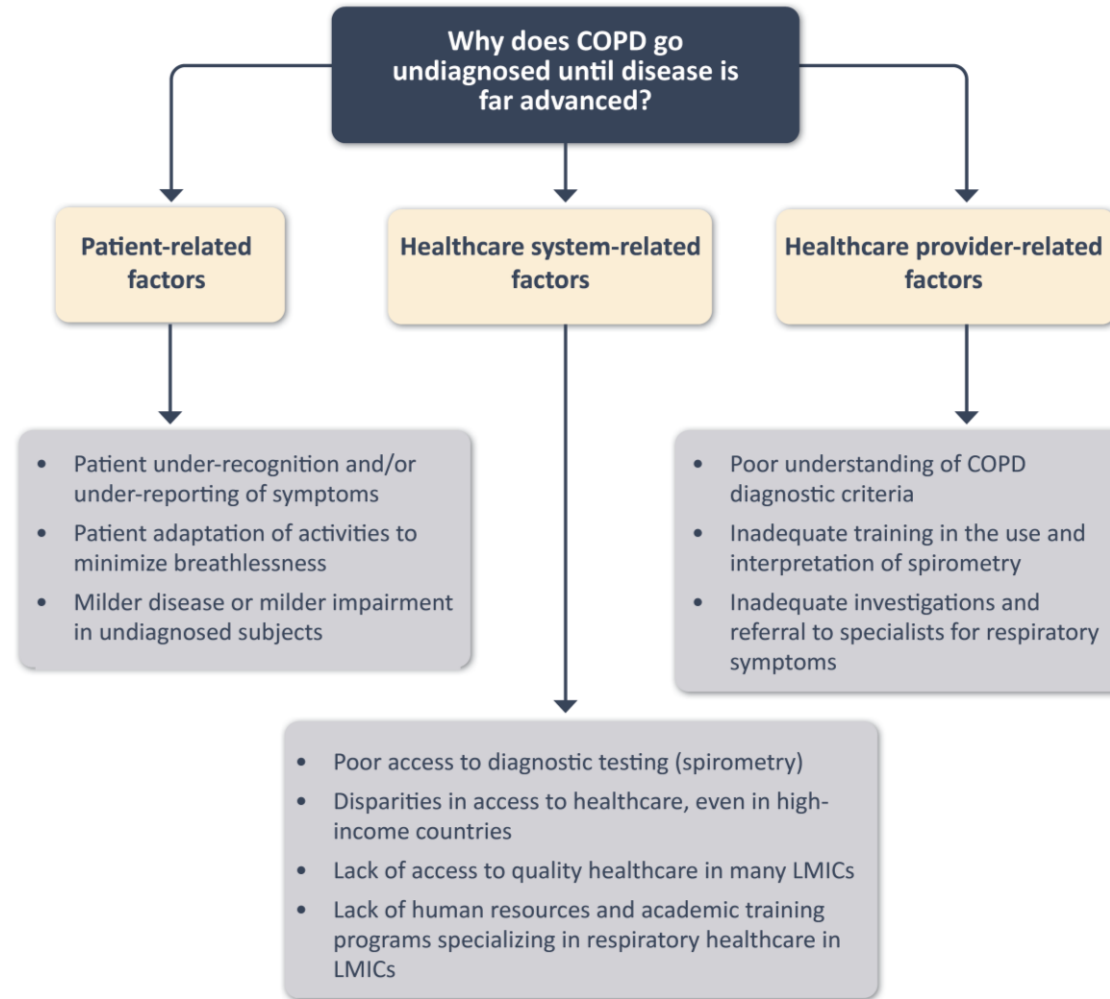 Why does COPD go
undiagnosed until disease is
far advanced?
Patient-related
factors
Healthcare system-related
factors
Healthcare provider-related
factors
• Patient under-recognition and/or
under-reporting of symptoms
• Patient adaptation of activities to
minimize breathlessness
• Milder disease or milder impairment
in undiagnosed subjects
• Poor understanding of COPD
diagnostic criteria
• Inadequate training in the use and
interpretation of spirometry
• Inadequate investigations and
referral to specialists for respiratory
symptoms
• Poor access to diagnostic testing (spirometry)
• Disparities in access to healthcare, even in high-
income countries
• Lack of access to quality healthcare in many LMICs
• Lack of human resources and academic training
programs specializing in respiratory healthcare in
LMICs